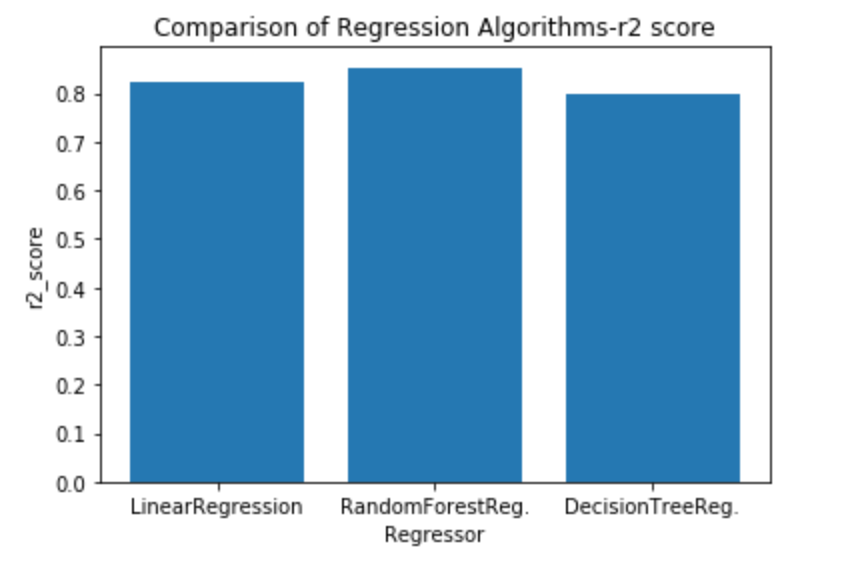 Comparison of Regression Algorithms-r2 score
r2_score
0.8
0.7
0.6
0.5
0.4
0.3
0.2
0.1
0.0
LinearRegression RandomForestReg. DecisionTreeReg.
Regressor